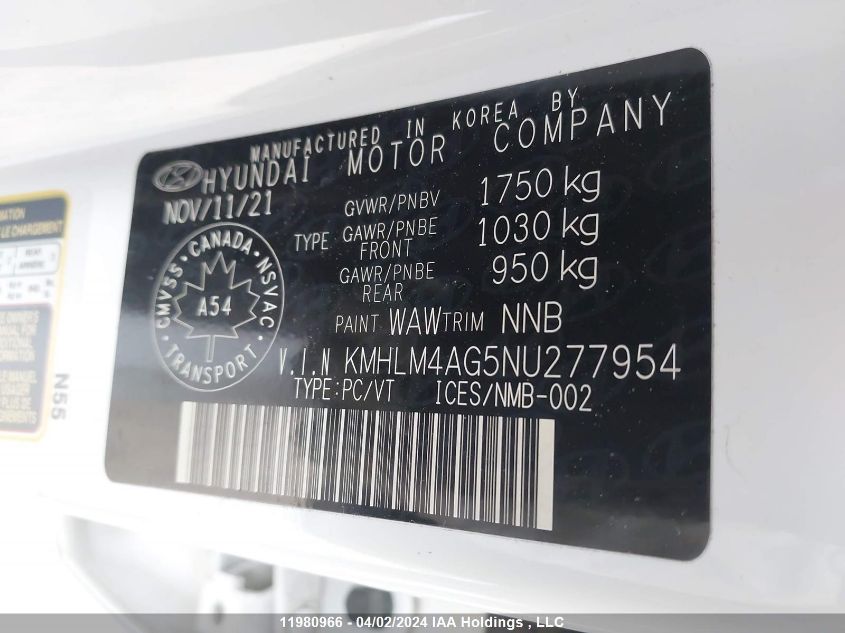 MANUFACTURED IN KOREA BY
HYUNDAI MOTOR COMPANY
NOV/11/21
GVWR/PNBV 1750 kg
TYPE GAWR/PNBE FRONT 1030 kg
GAWR/PNBE REAR 950 kg
CMVSS · CANADA · NSVAC · TRANSPORT ·
A54
PAINT WAW TRIM NNB
V.I.N KMHLM4AG5NU277954
TYPE:PC/VT ICES/NMB-002
LE CHARGEMENT
N55
11980966 - 04/02/2024 IAA Holdings , LLC